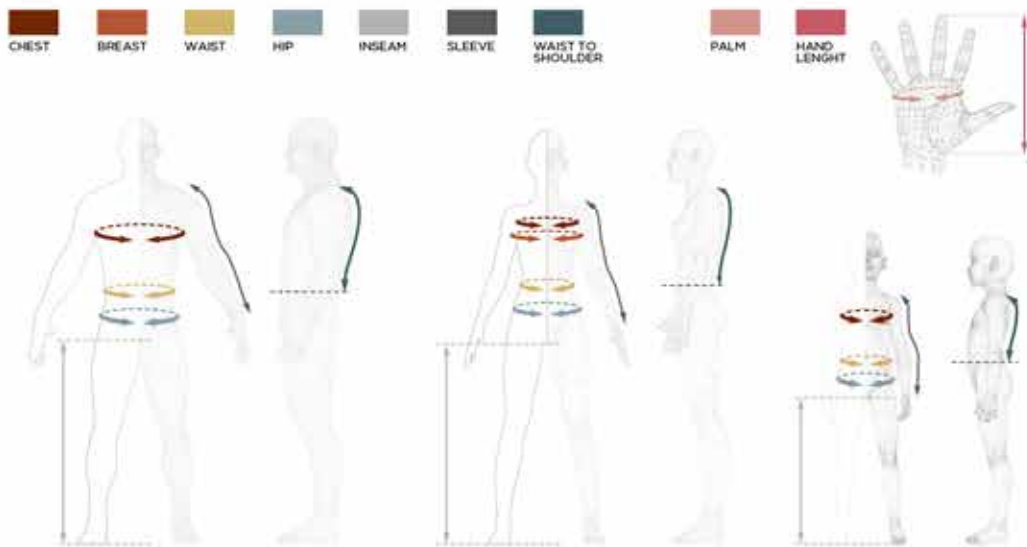 CHEST
BREAST
WAIST
HIP
INSEAM
SLEEVE
WAIST TO
SHOULDER
PALM
HAND
LENGHT